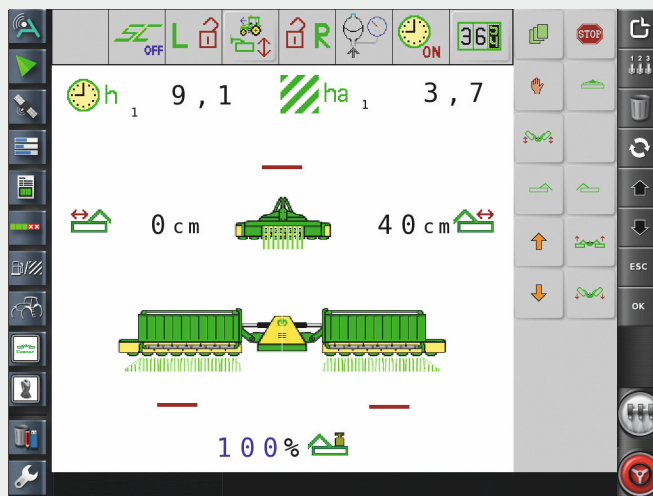 SC OFF L R ON 36
STOP
1 2 3
h 1 9,1 ha 1 3,7
0 cm 40 cm
ESC
OK
100%